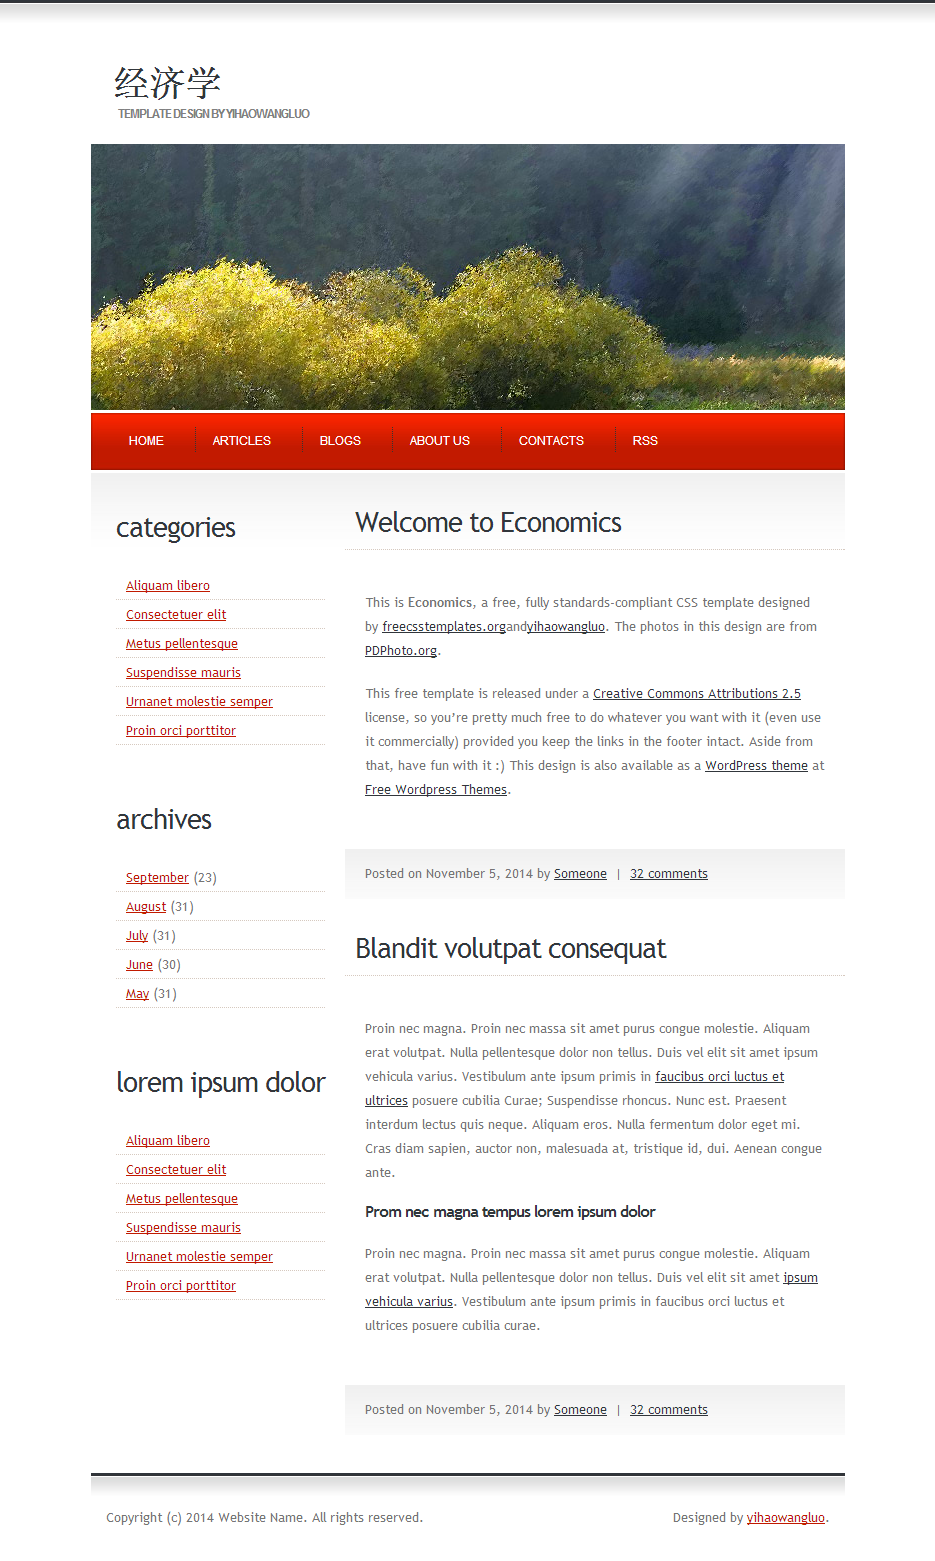 经济学
TEMPLATE DESIGN BY YIHAOWANGLUO
HOME
ARTICLES
BLOGS
ABOUT US
CONTACTS
RSS
categories
Aliquam libero
Consectetuer elit
Metus pellentesque
Suspendisse mauris
Urnanet molestie semper
Proin orci porttitor
archives
September (23)
August (31)
July (31)
June (30)
May (31)
lorem ipsum dolor
Aliquam libero
Consectetuer elit
Metus pellentesque
Suspendisse mauris
Urnanet molestie semper
Proin orci porttitor
Welcome to Economics
This is Economics, a free, fully standards-compliant CSS template designed
by freecsstemplates.organdyihaowangluo. The photos in this design are from
PDPhoto.org.
This free template is released under a Creative Commons Attributions 2.5
license, so you’re pretty much free to do whatever you want with it (even use
it commercially) provided you keep the links in the footer intact. Aside from
that, have fun with it :) This design is also available as a WordPress theme at
Free Wordpress Themes.
Posted on November 5, 2014 by Someone | 32 comments
Blandit volutpat consequat
Proin nec magna. Proin nec massa sit amet purus congue molestie. Aliquam
erat volutpat. Nulla pellentesque dolor non tellus. Duis vel elit sit amet ipsum
vehicula varius. Vestibulum ante ipsum primis in faucibus orci luctus et
ultrices posuere cubilia Curae; Suspendisse rhoncus. Nunc est. Praesent
interdum lectus quis neque. Aliquam eros. Nulla fermentum dolor eget mi.
Cras diam sapien, auctor non, malesuada at, tristique id, dui. Aenean congue
ante.
Prom nec magna tempus lorem ipsum dolor
Proin nec magna. Proin nec massa sit amet purus congue molestie. Aliquam
erat volutpat. Nulla pellentesque dolor non tellus. Duis vel elit sit amet ipsum
vehicula varius. Vestibulum ante ipsum primis in faucibus orci luctus et
ultrices posuere cubilia curae.
Posted on November 5, 2014 by Someone | 32 comments
Copyright (c) 2014 Website Name. All rights reserved.
Designed by yihaowangluo.